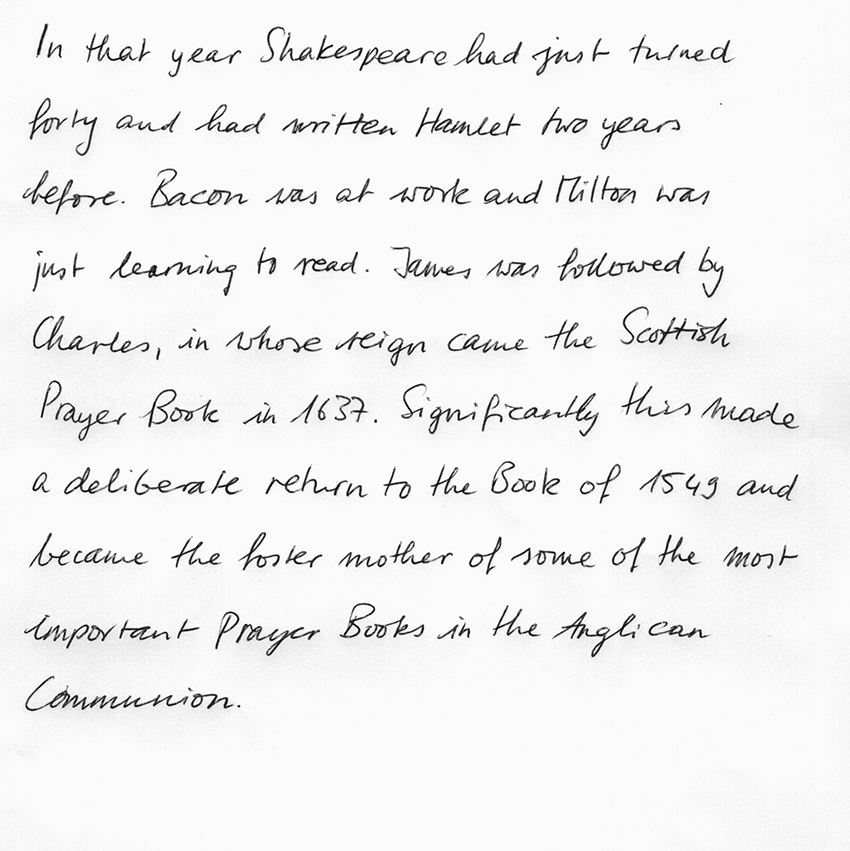 In that year Shakespeare had just turned
forty and had written Hamlet two years
before. Bacon was at work and Milton was
just learning to read. James was followed by
Charles, in whose reign came the Scottish
Prayer Book in 1637. Significantly this made
a deliberate return to the Book of 1549 and
became the foster mother of some of the most
important Prayer Books in the Anglican
Communion.